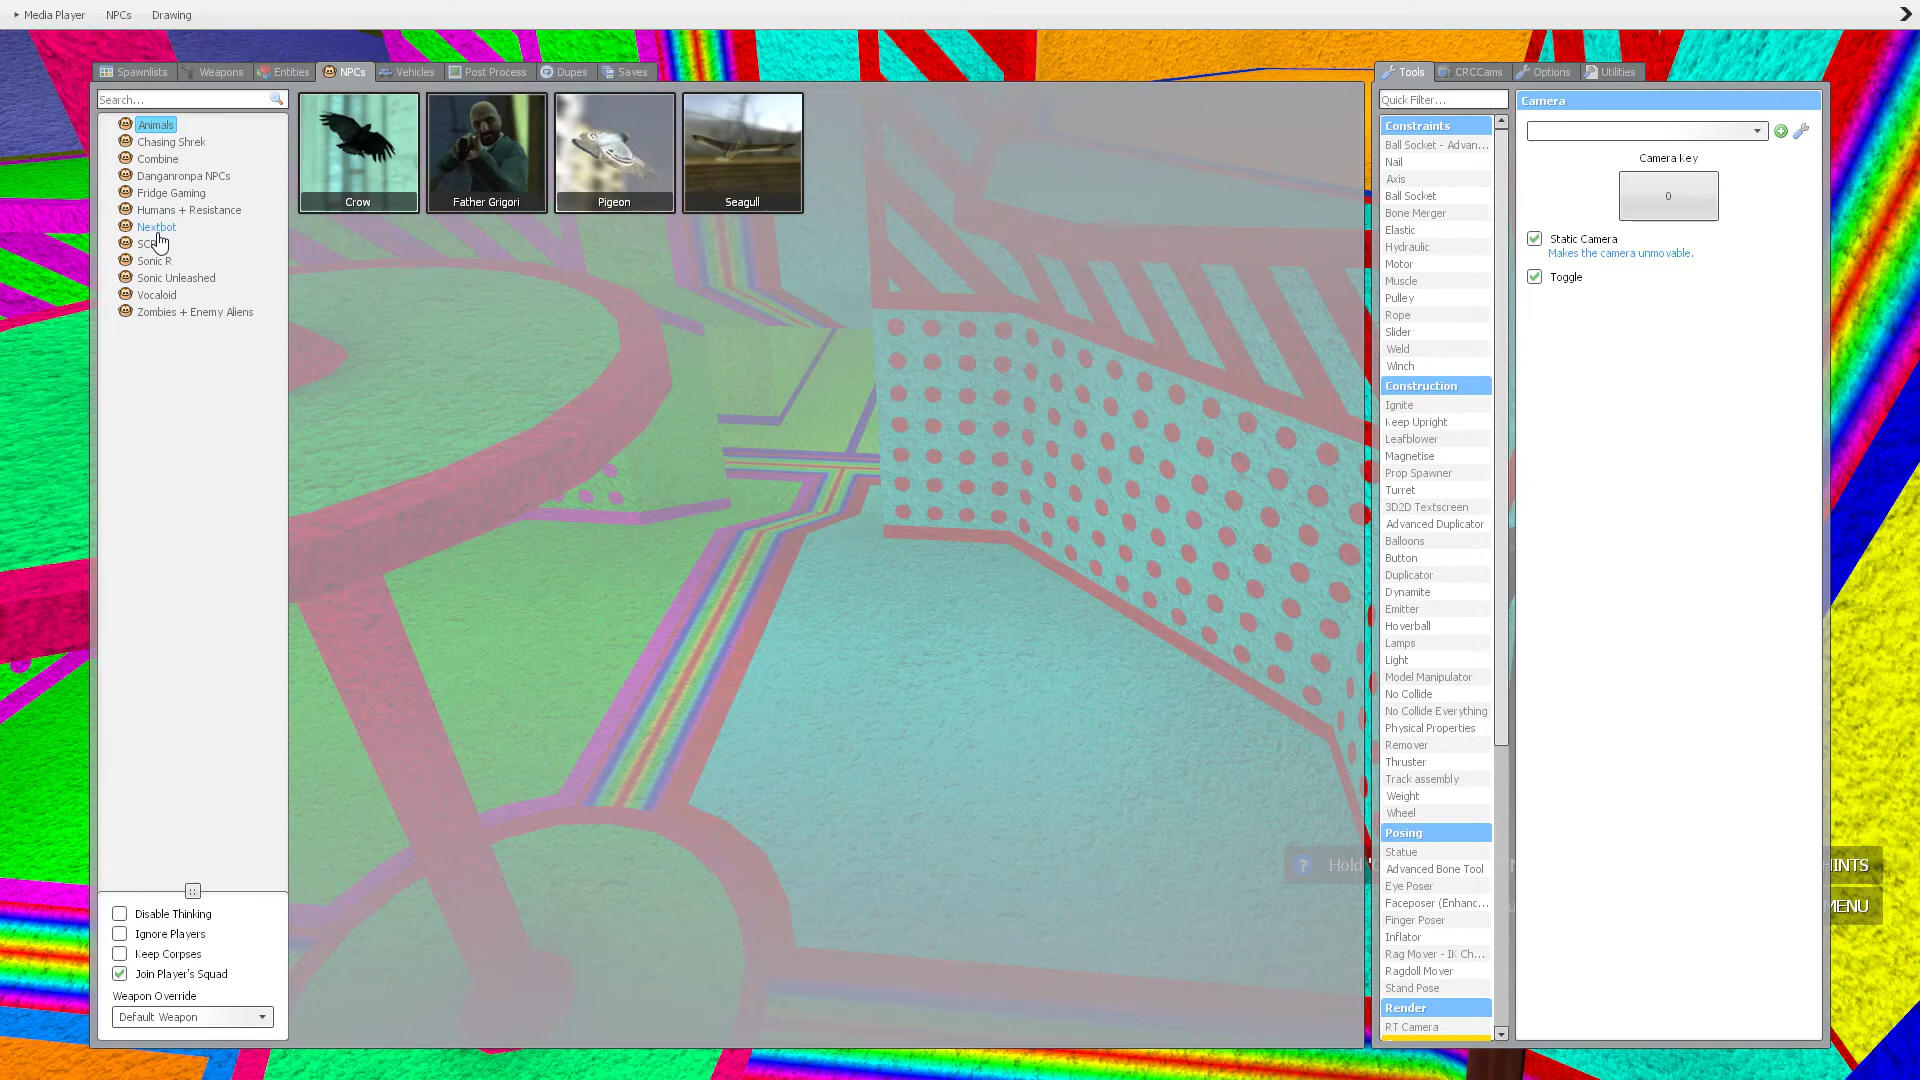 Media Player NPCs Drawing
Spawnlists Weapons Entities NPCs Vehicles Post Process Dupes Saves
Search...
Animals
Chasing Shrek
Combine
Danganronpa NPCs
Fridge Gaming
Humans + Resistance
Nextbot
Sonic R
Sonic Unleashed
Vocaloid
Zombies + Enemy Aliens
Crow
Father Grigori
Pigeon
Seagull
Disable Thinking
Ignore Players
Keep Corpses
Join Player's Squad
Weapon Override
Default Weapon
Hold
HINTS
MENU
Tools CRCCams Options Utilities
Quick Filter...
Constraints
Ball Socket - Advan...
Nail
Axis
Ball Socket
Bone Merger
Elastic
Hydraulic
Motor
Muscle
Pulley
Rope
Slider
Weld
Winch
Construction
Ignite
Keep Upright
Leafblower
Magnetise
Prop Spawner
Turret
3D2D Textscreen
Advanced Duplicator
Balloons
Button
Duplicator
Dynamite
Emitter
Hoverball
Lamps
Light
Model Manipulator
No Collide
No Collide Everything
Physical Properties
Remover
Thruster
Track assembly
Weight
Wheel
Posing
Statue
Advanced Bone Tool
Eye Poser
Faceposer (Enhanc...
Finger Poser
Inflator
Rag Mover - IK Ch...
Ragdoll Mover
Stand Pose
Render
RT Camera
Camera
Camera Key
0
Static Camera
Makes the camera unmovable.
Toggle